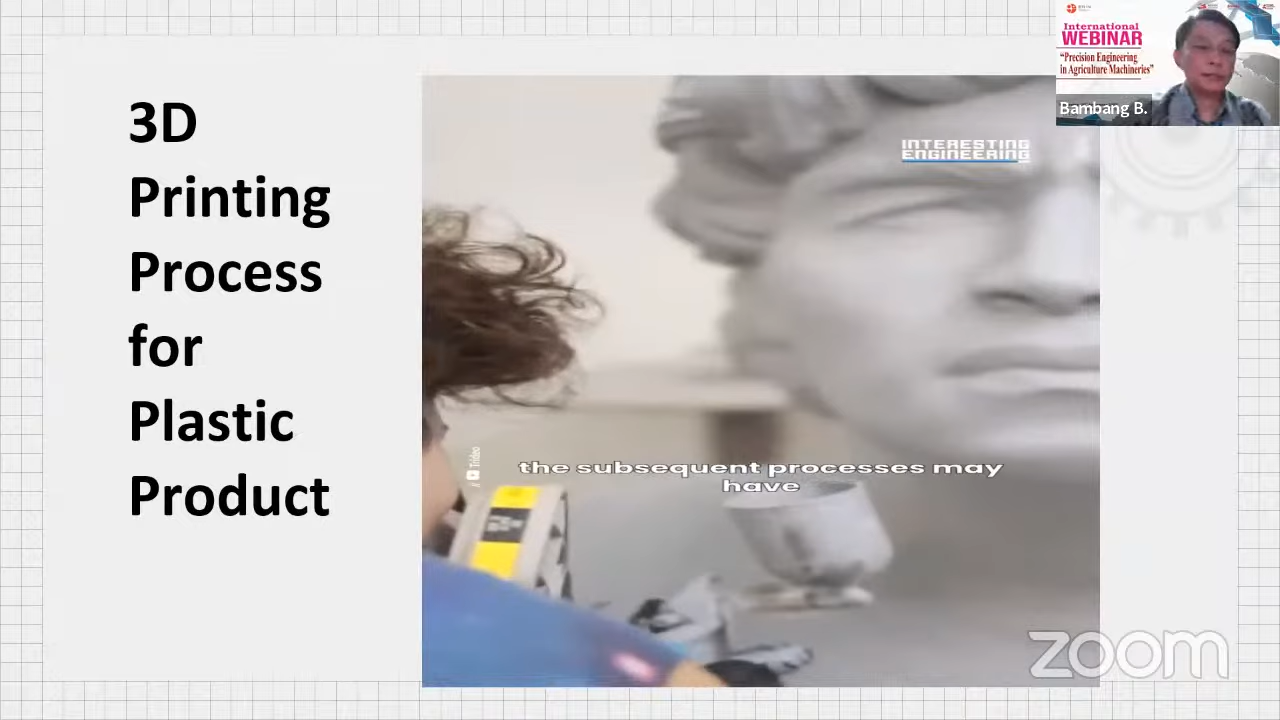 3D
Printing
Process
for
Plastic
Product
INTERESTING
ENGINEERING
// Trideo
the subsequent processes may
have
International
WEBINAR
"Precision Engineering
in Agriculture Machineries"
Bambang B.
zoom